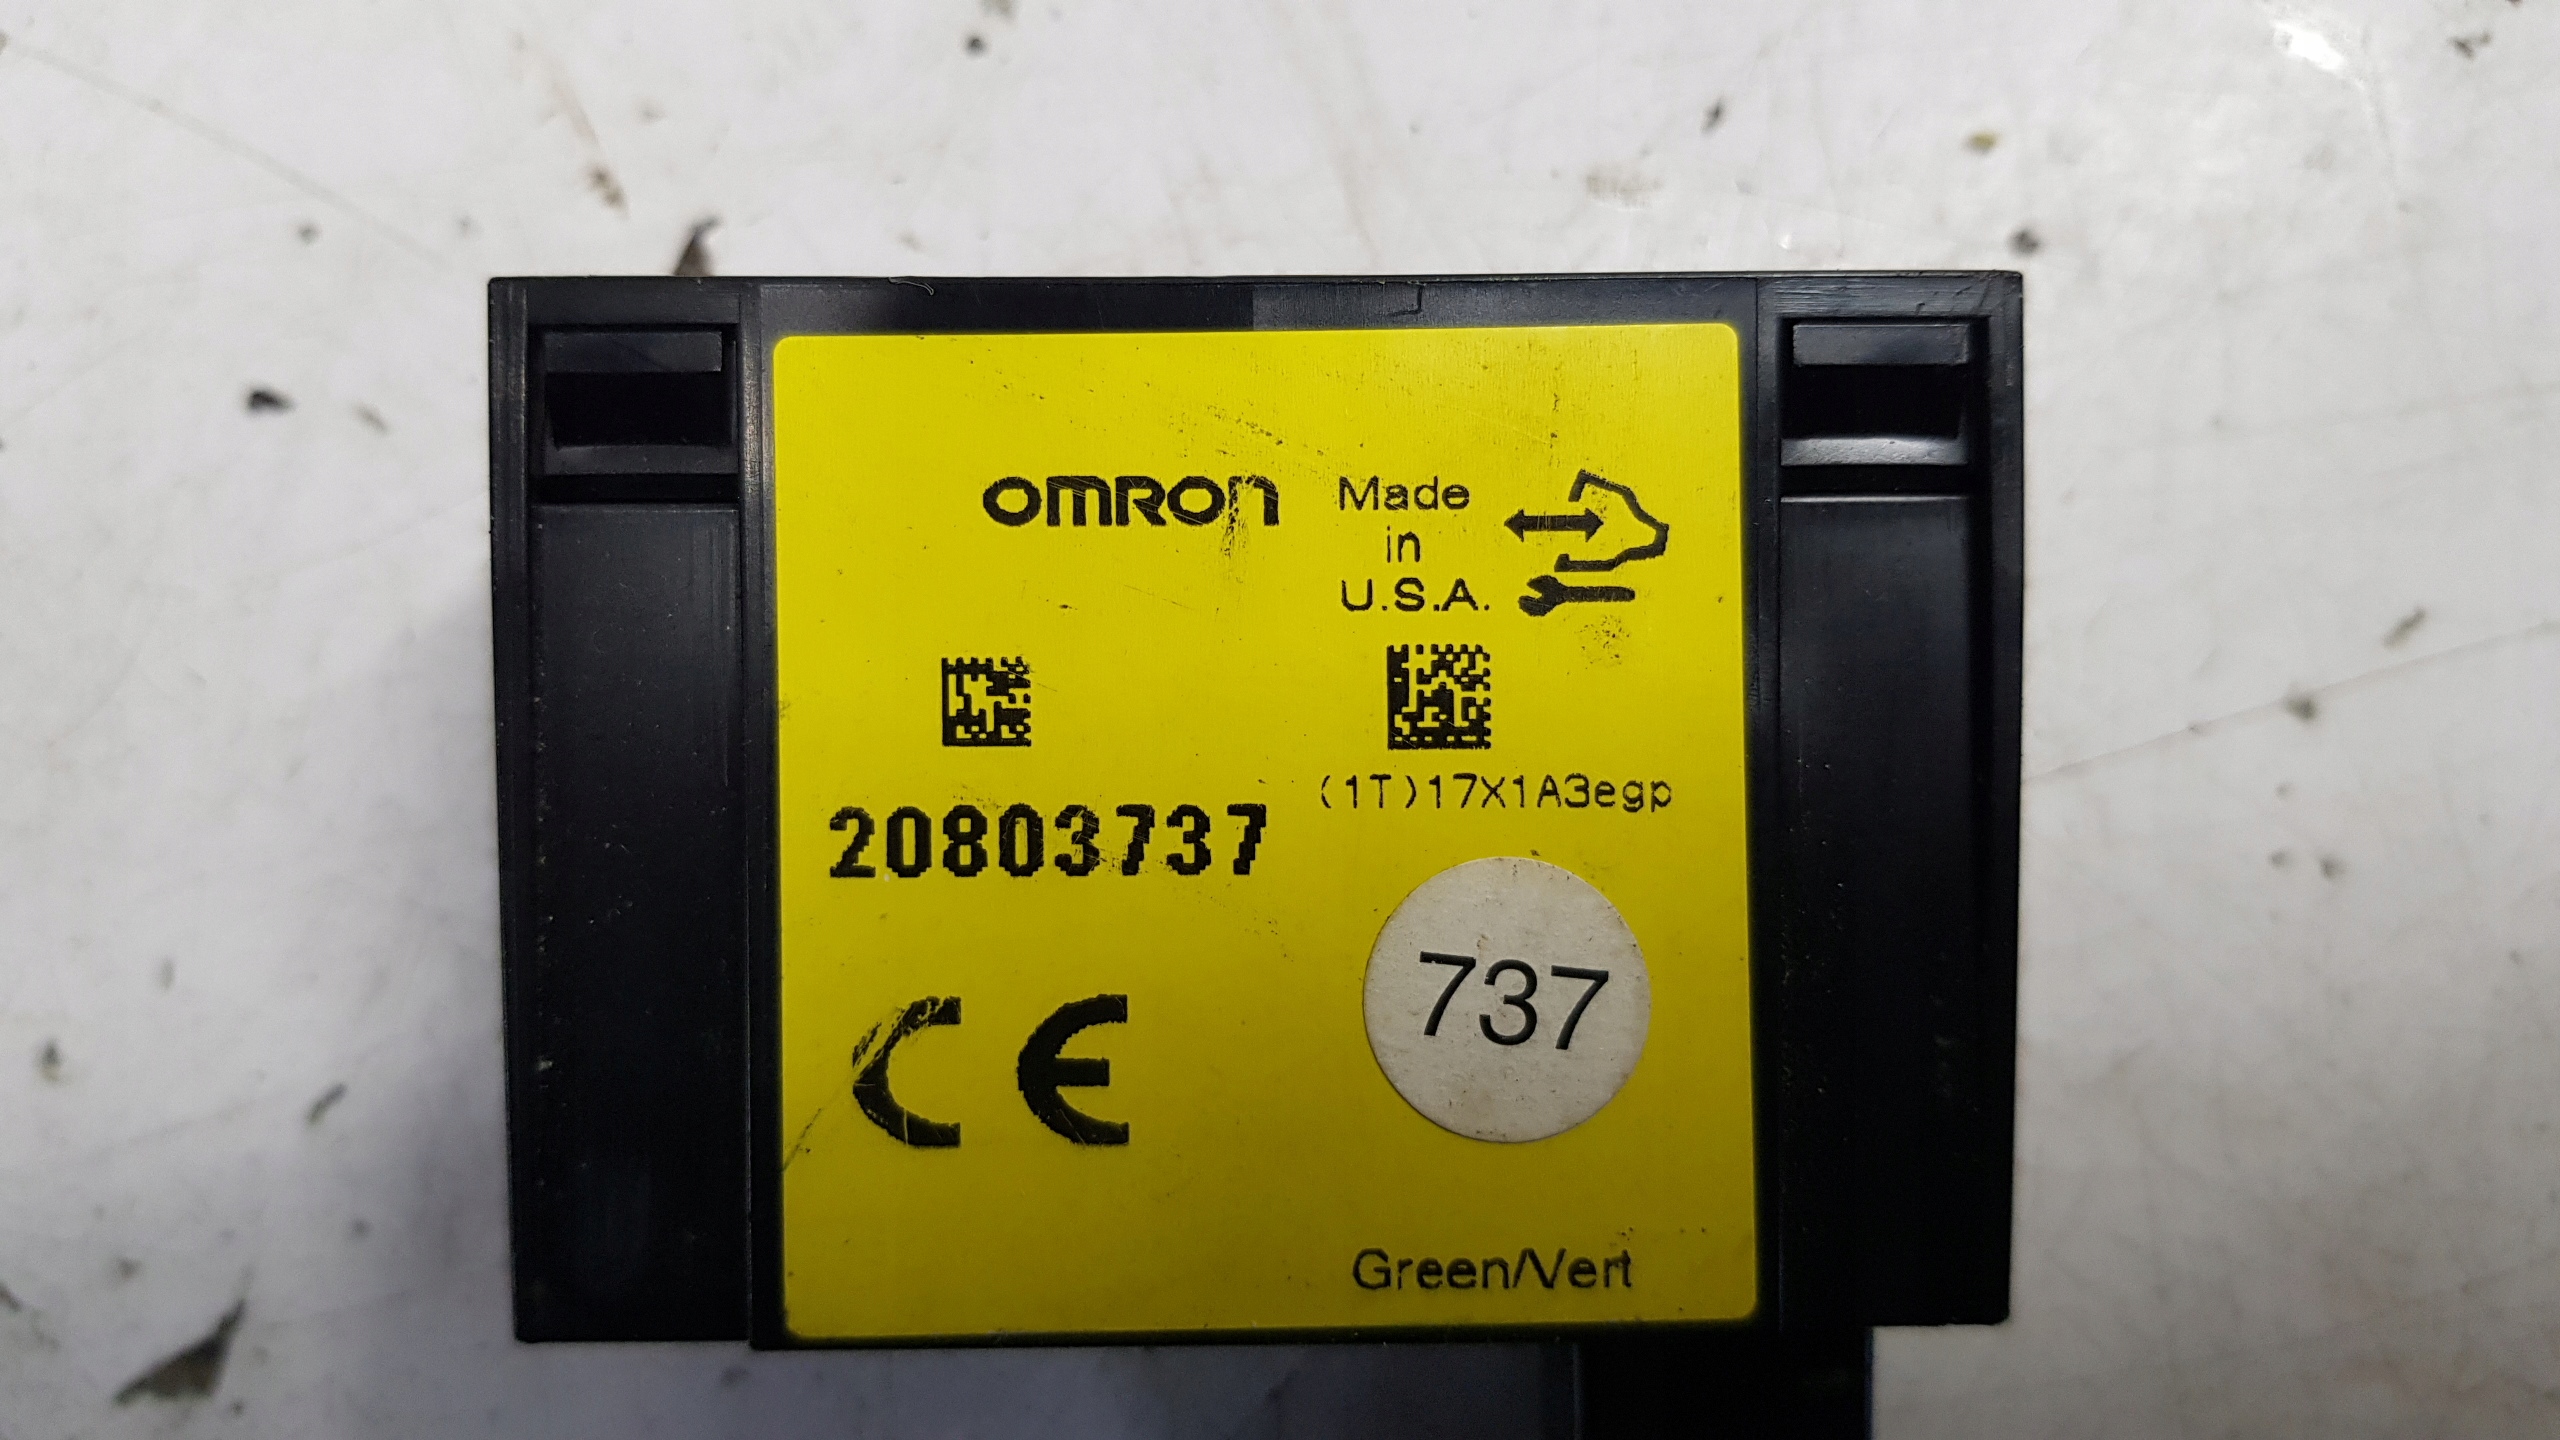 OMRON
Made
in
U.S.A.
(1T)17X1A3egp
20803737
737
CE
Green/Vert